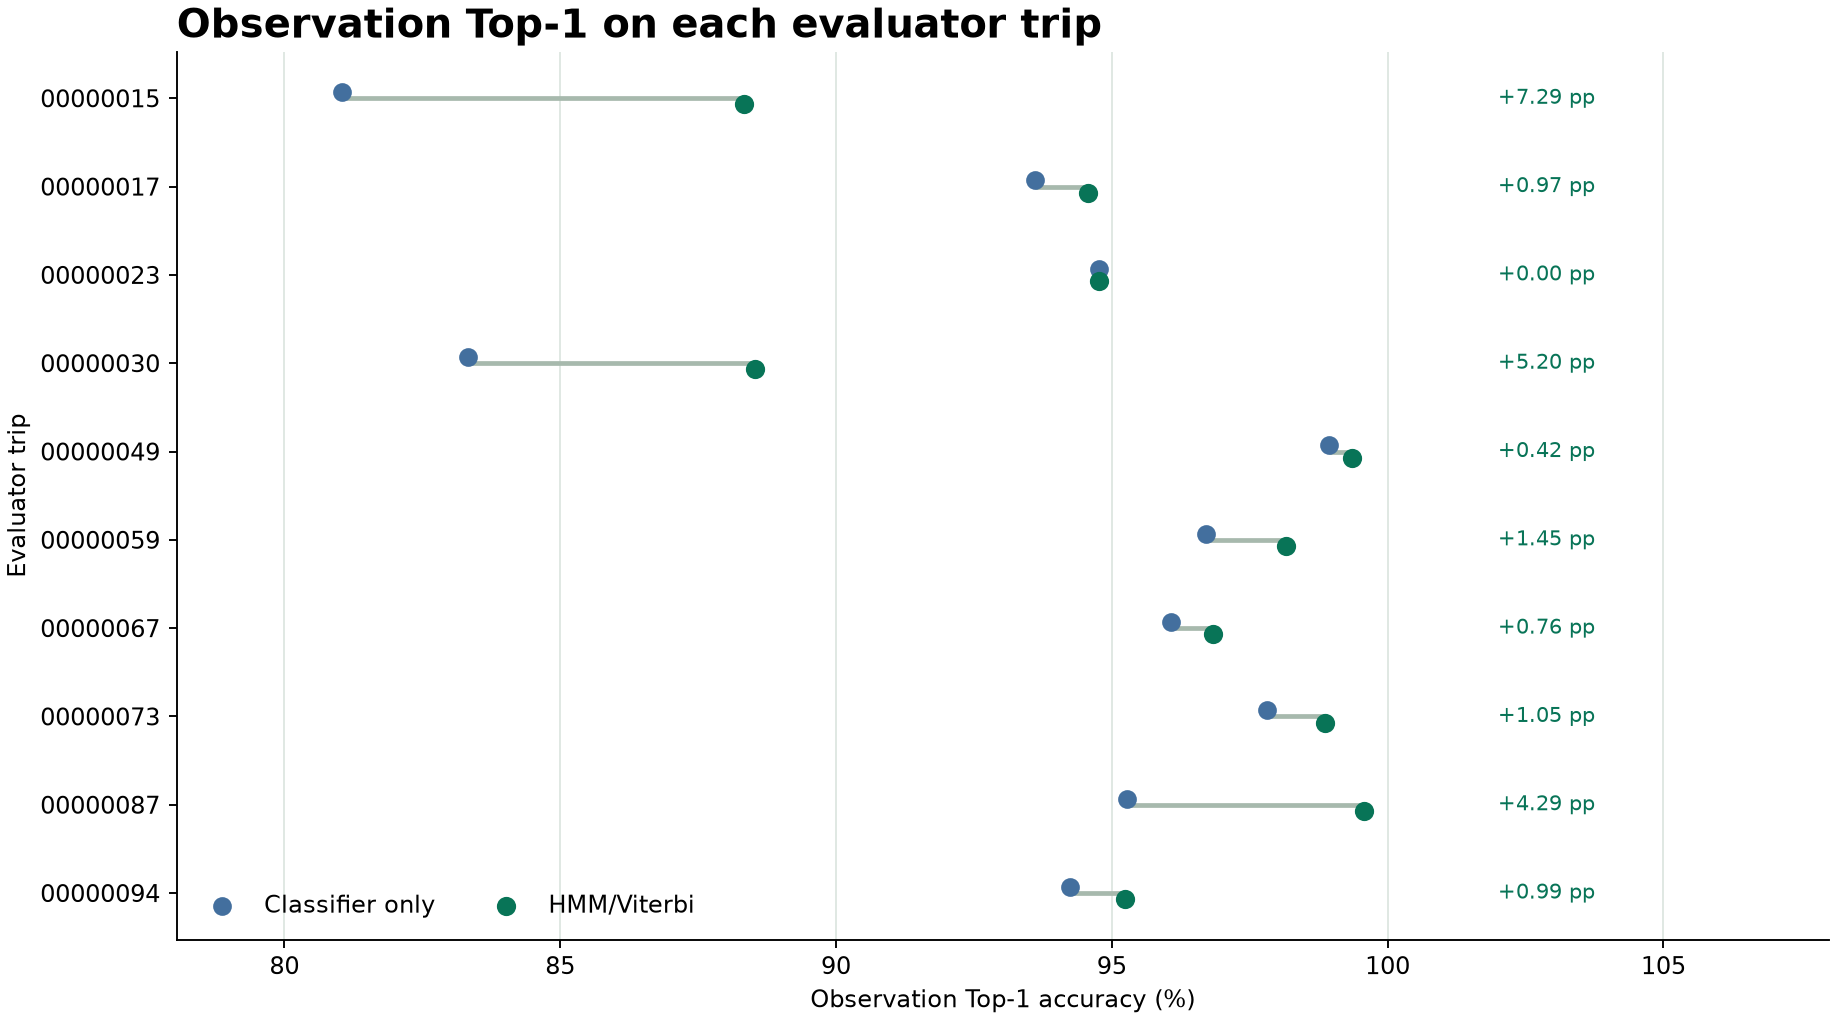 Observation Top-1 on each evaluator trip
00000015
+7.29 pp
00000017
+0.97 pp
00000023
+0.00 pp
00000030
+5.20 pp
00000049
+0.42 pp
Evaluator trip
00000059
+1.45 pp
00000067
+0.76 pp
00000073
+1.05 pp
00000087
+4.29 pp
00000094
+0.99 pp
Classifier only
HMM/Viterbi
80 85 90 95 100 105
Observation Top-1 accuracy (%)